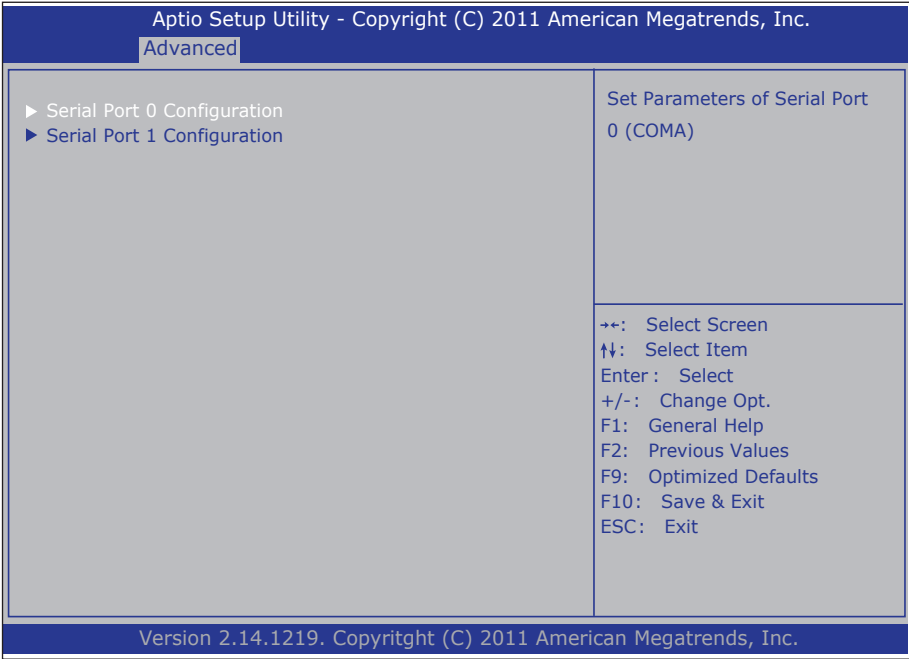 Aptio Setup Utility - Copyright (C) 2011 American Megatrends, Inc.
Advanced
▶ Serial Port 0 Configuration
▶ Serial Port 1 Configuration
Set Parameters of Serial Port
0 (COMA)
→←: Select Screen
↑↓: Select Item
Enter : Select
+/-: Change Opt.
F1: General Help
F2: Previous Values
F9: Optimized Defaults
F10: Save & Exit
ESC: Exit
Version 2.14.1219. Copyritght (C) 2011 American Megatrends, Inc.